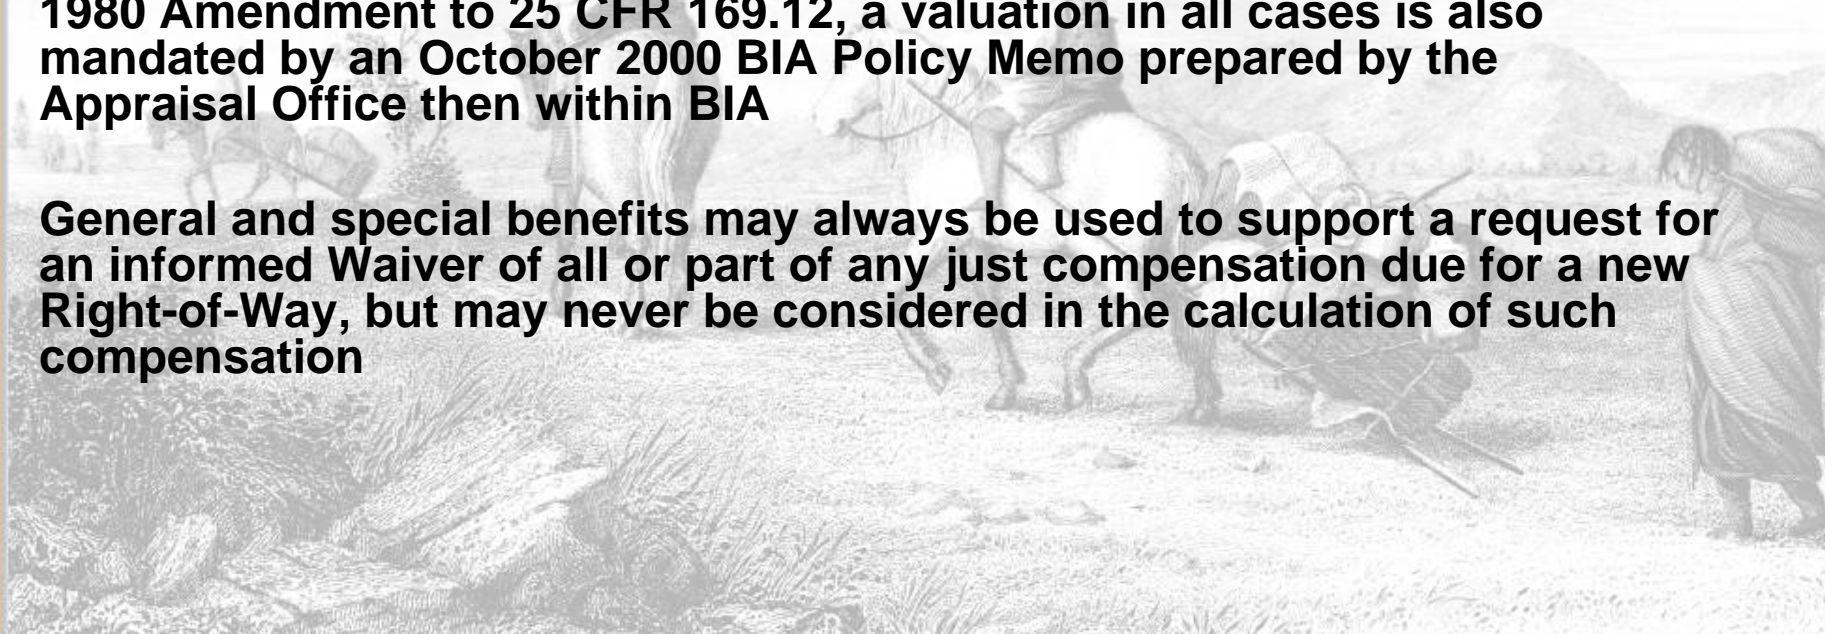 1980 Amendment to 25 CFR 169.12, a valuation in all cases is also
mandated by an October 2000 BIA Policy Memo prepared by the
Appraisal Office then within BIA
General and special benefits may always be used to support a request for
an informed Waiver of all or part of any just compensation due for a new
Right-of-Way, but may never be considered in the calculation of such
compensation